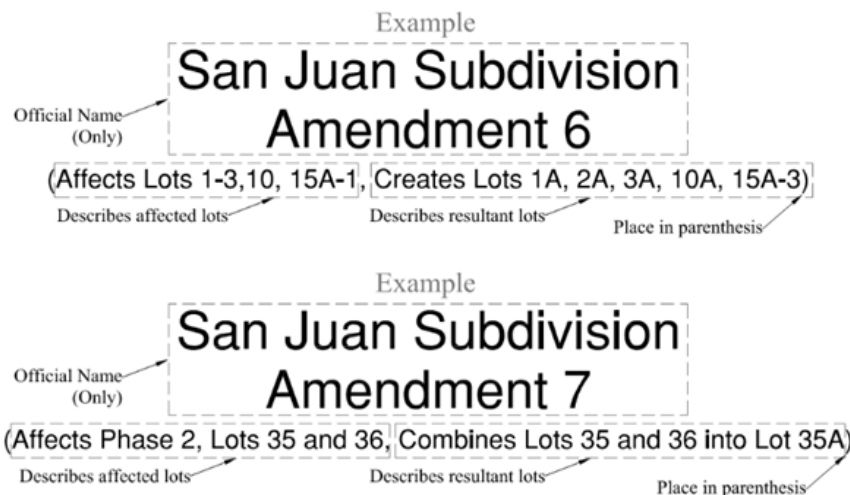 Example
San Juan Subdivision
Amendment 6
Official Name
(Only)
(Affects Lots 1-3,10, 15A-1, Creates Lots 1A, 2A, 3A, 10A, 15A-3)
Describes affected lots
Describes resultant lots
Place in parenthesis
Example
San Juan Subdivision
Amendment 7
Official Name
(Only)
(Affects Phase 2, Lots 35 and 36, Combines Lots 35 and 36 into Lot 35A)
Describes affected lots
Describes resultant lots
Place in parenthesis